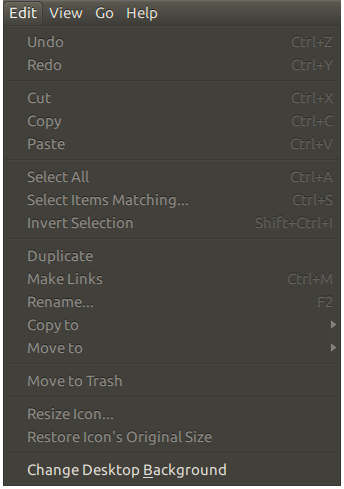 Edit View Go Help
Undo Ctrl+Z
Redo Ctrl+Y
Cut Ctrl+X
Copy Ctrl+C
Paste Ctrl+V
Select All Ctrl+A
Select Items Matching... Ctrl+S
Invert Selection Shift+Ctrl+I
Duplicate
Make Links Ctrl+M
Rename... F2
Copy to
Move to
Move to Trash
Resize Icon...
Restore Icon's Original Size
Change Desktop Background